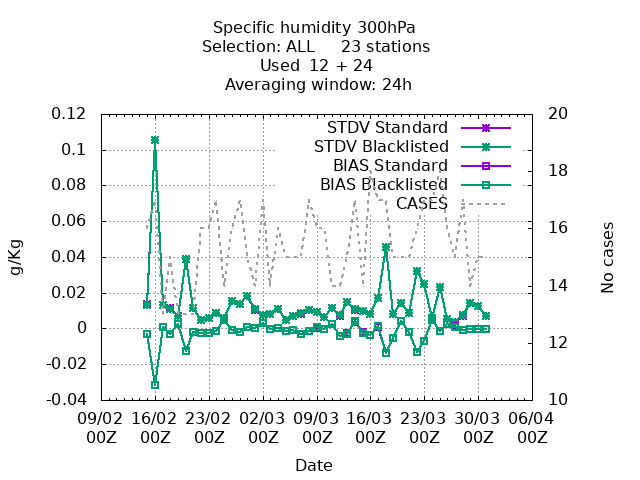 Specific humidity 300hPa
Selection: ALL 23 stations
Used 12 + 24
Averaging window: 24h
0.12
0.1
0.08
0.06
0.04
0.02
0
-0.02
-0.04
g/Kg
20
18
16
14
12
10
No cases
STDV Standard
STDV Blacklisted
BIAS Standard
BIAS Blacklisted
CASES
09/02 16/02 23/02 02/03 09/03 16/03 23/03 30/03 06/04
00Z 00Z 00Z 00Z 00Z 00Z 00Z 00Z 00Z
Date